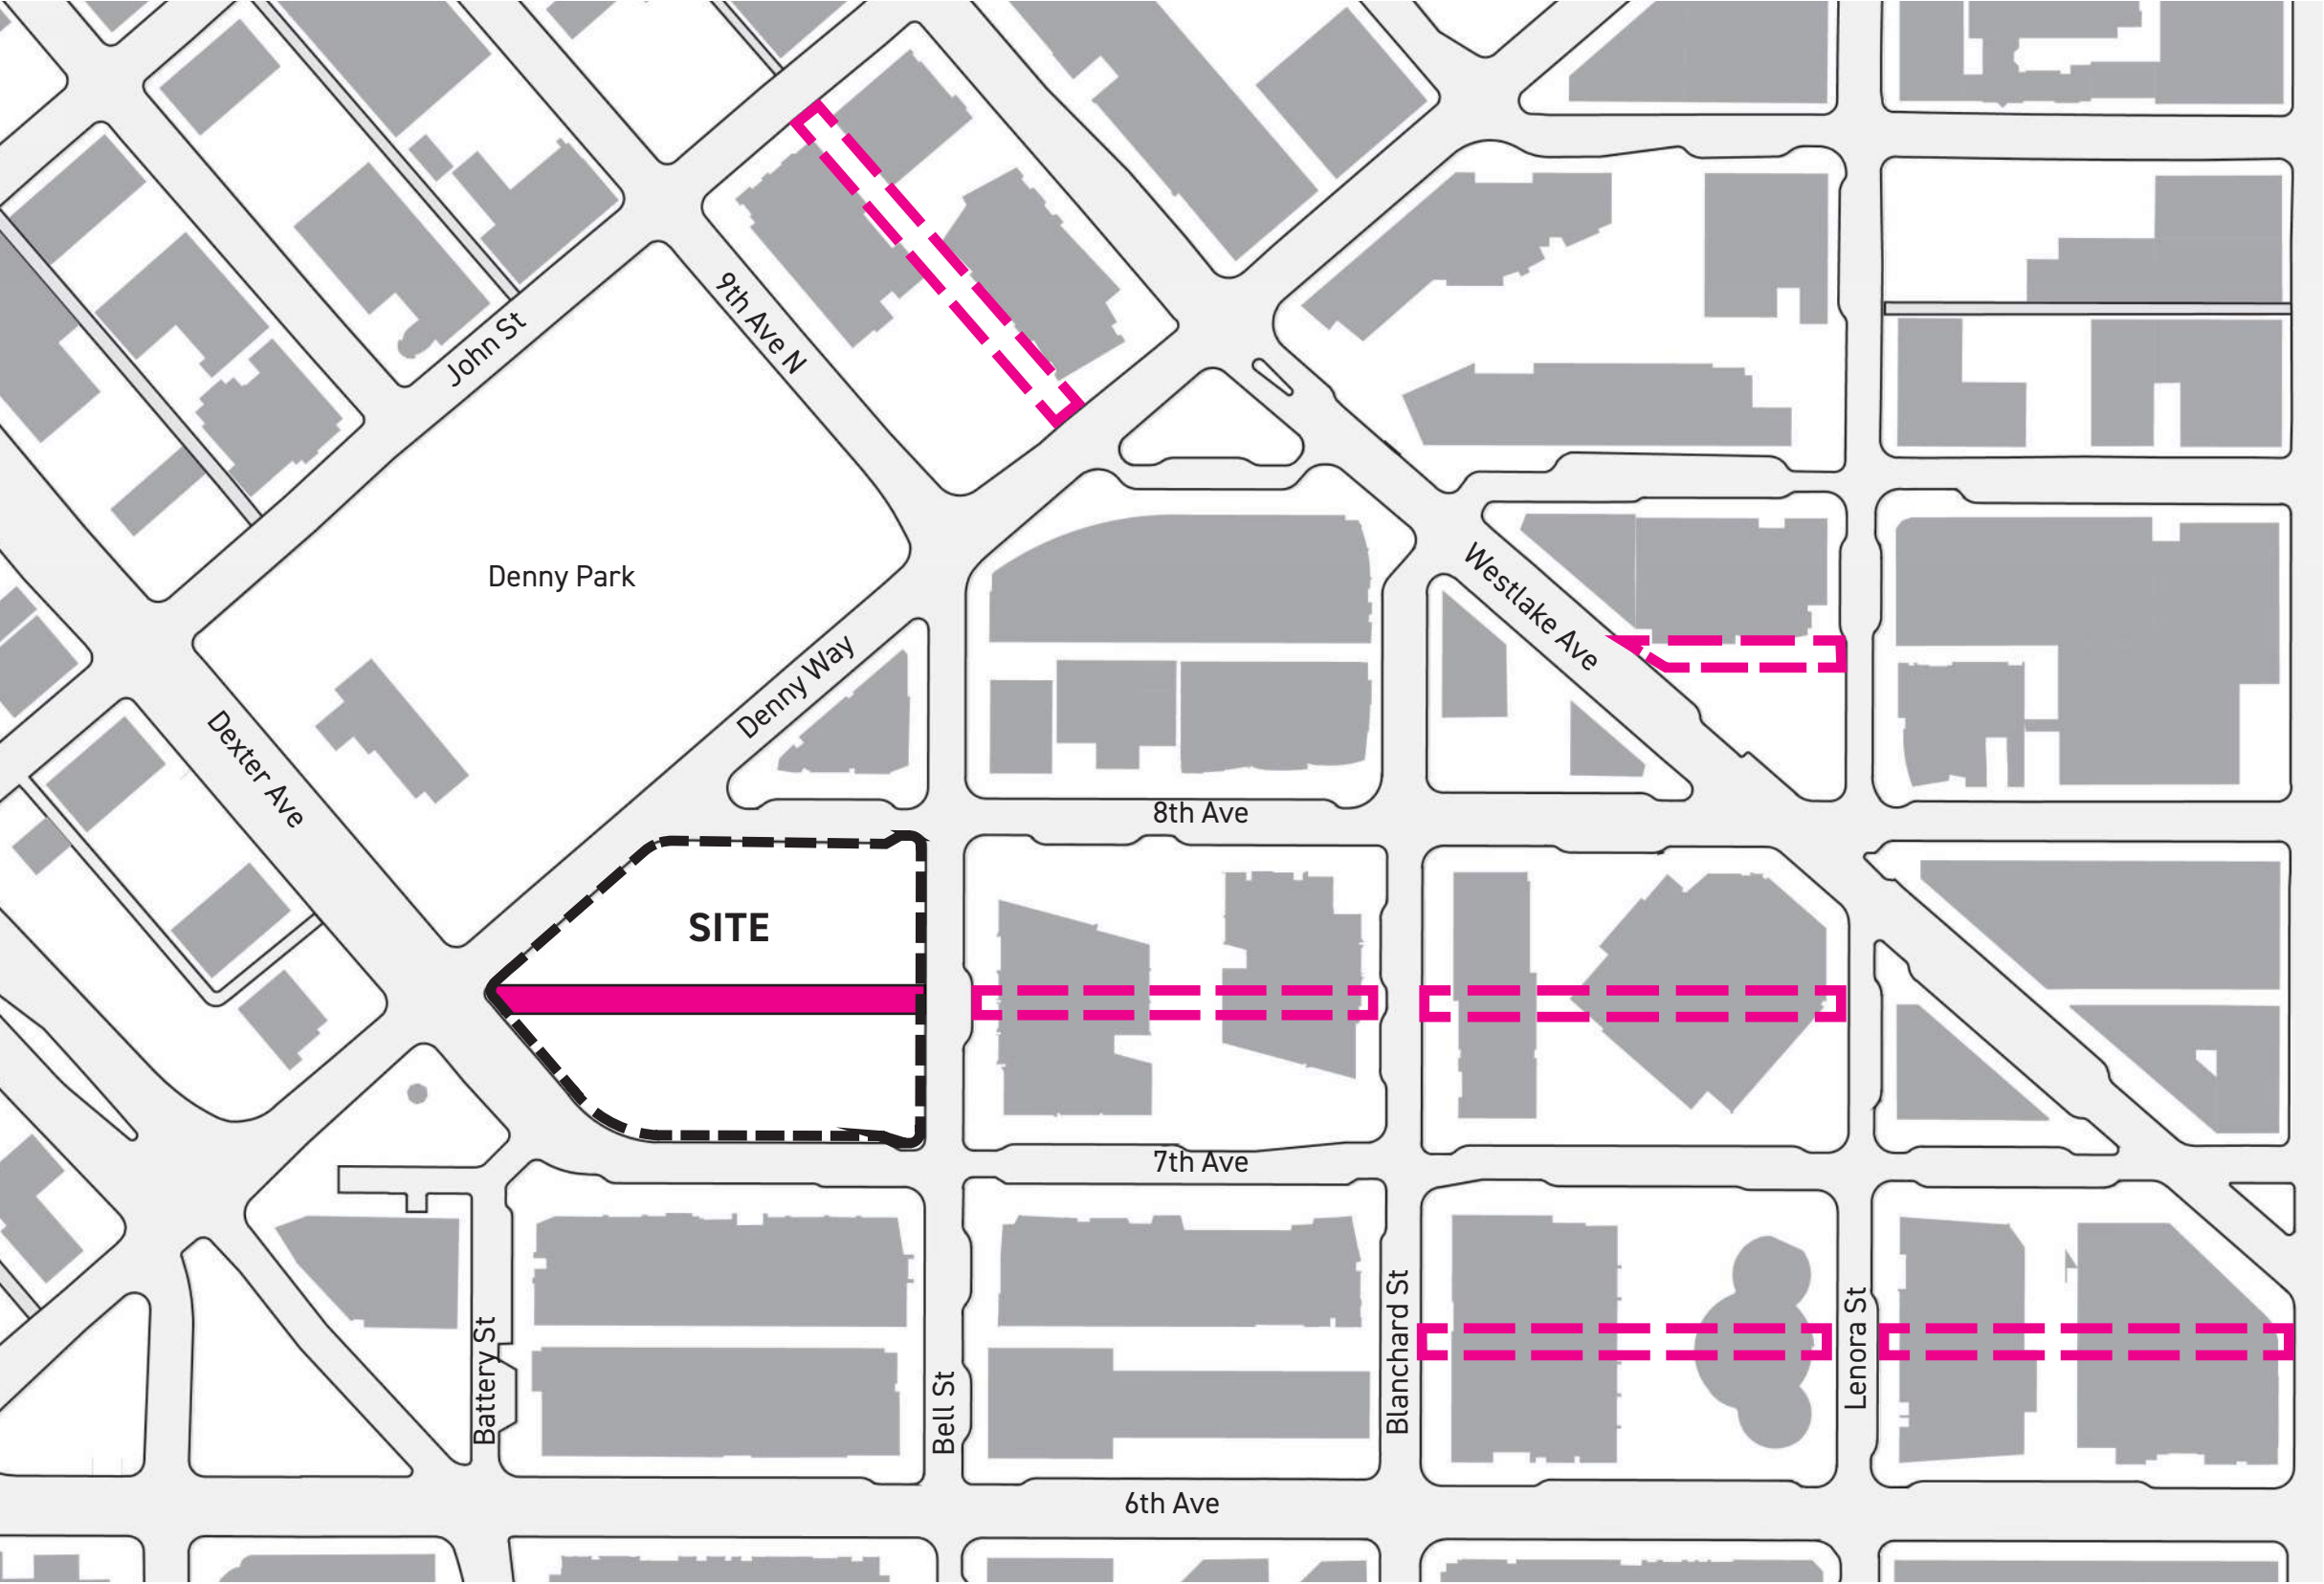 John St
9th Ave N
Denny Park
Westlake Ave
Denny Way
Dexter Ave
8th Ave
SITE
7th Ave
Battery St
Bell St
Blanchard St
Lenora St
6th Ave